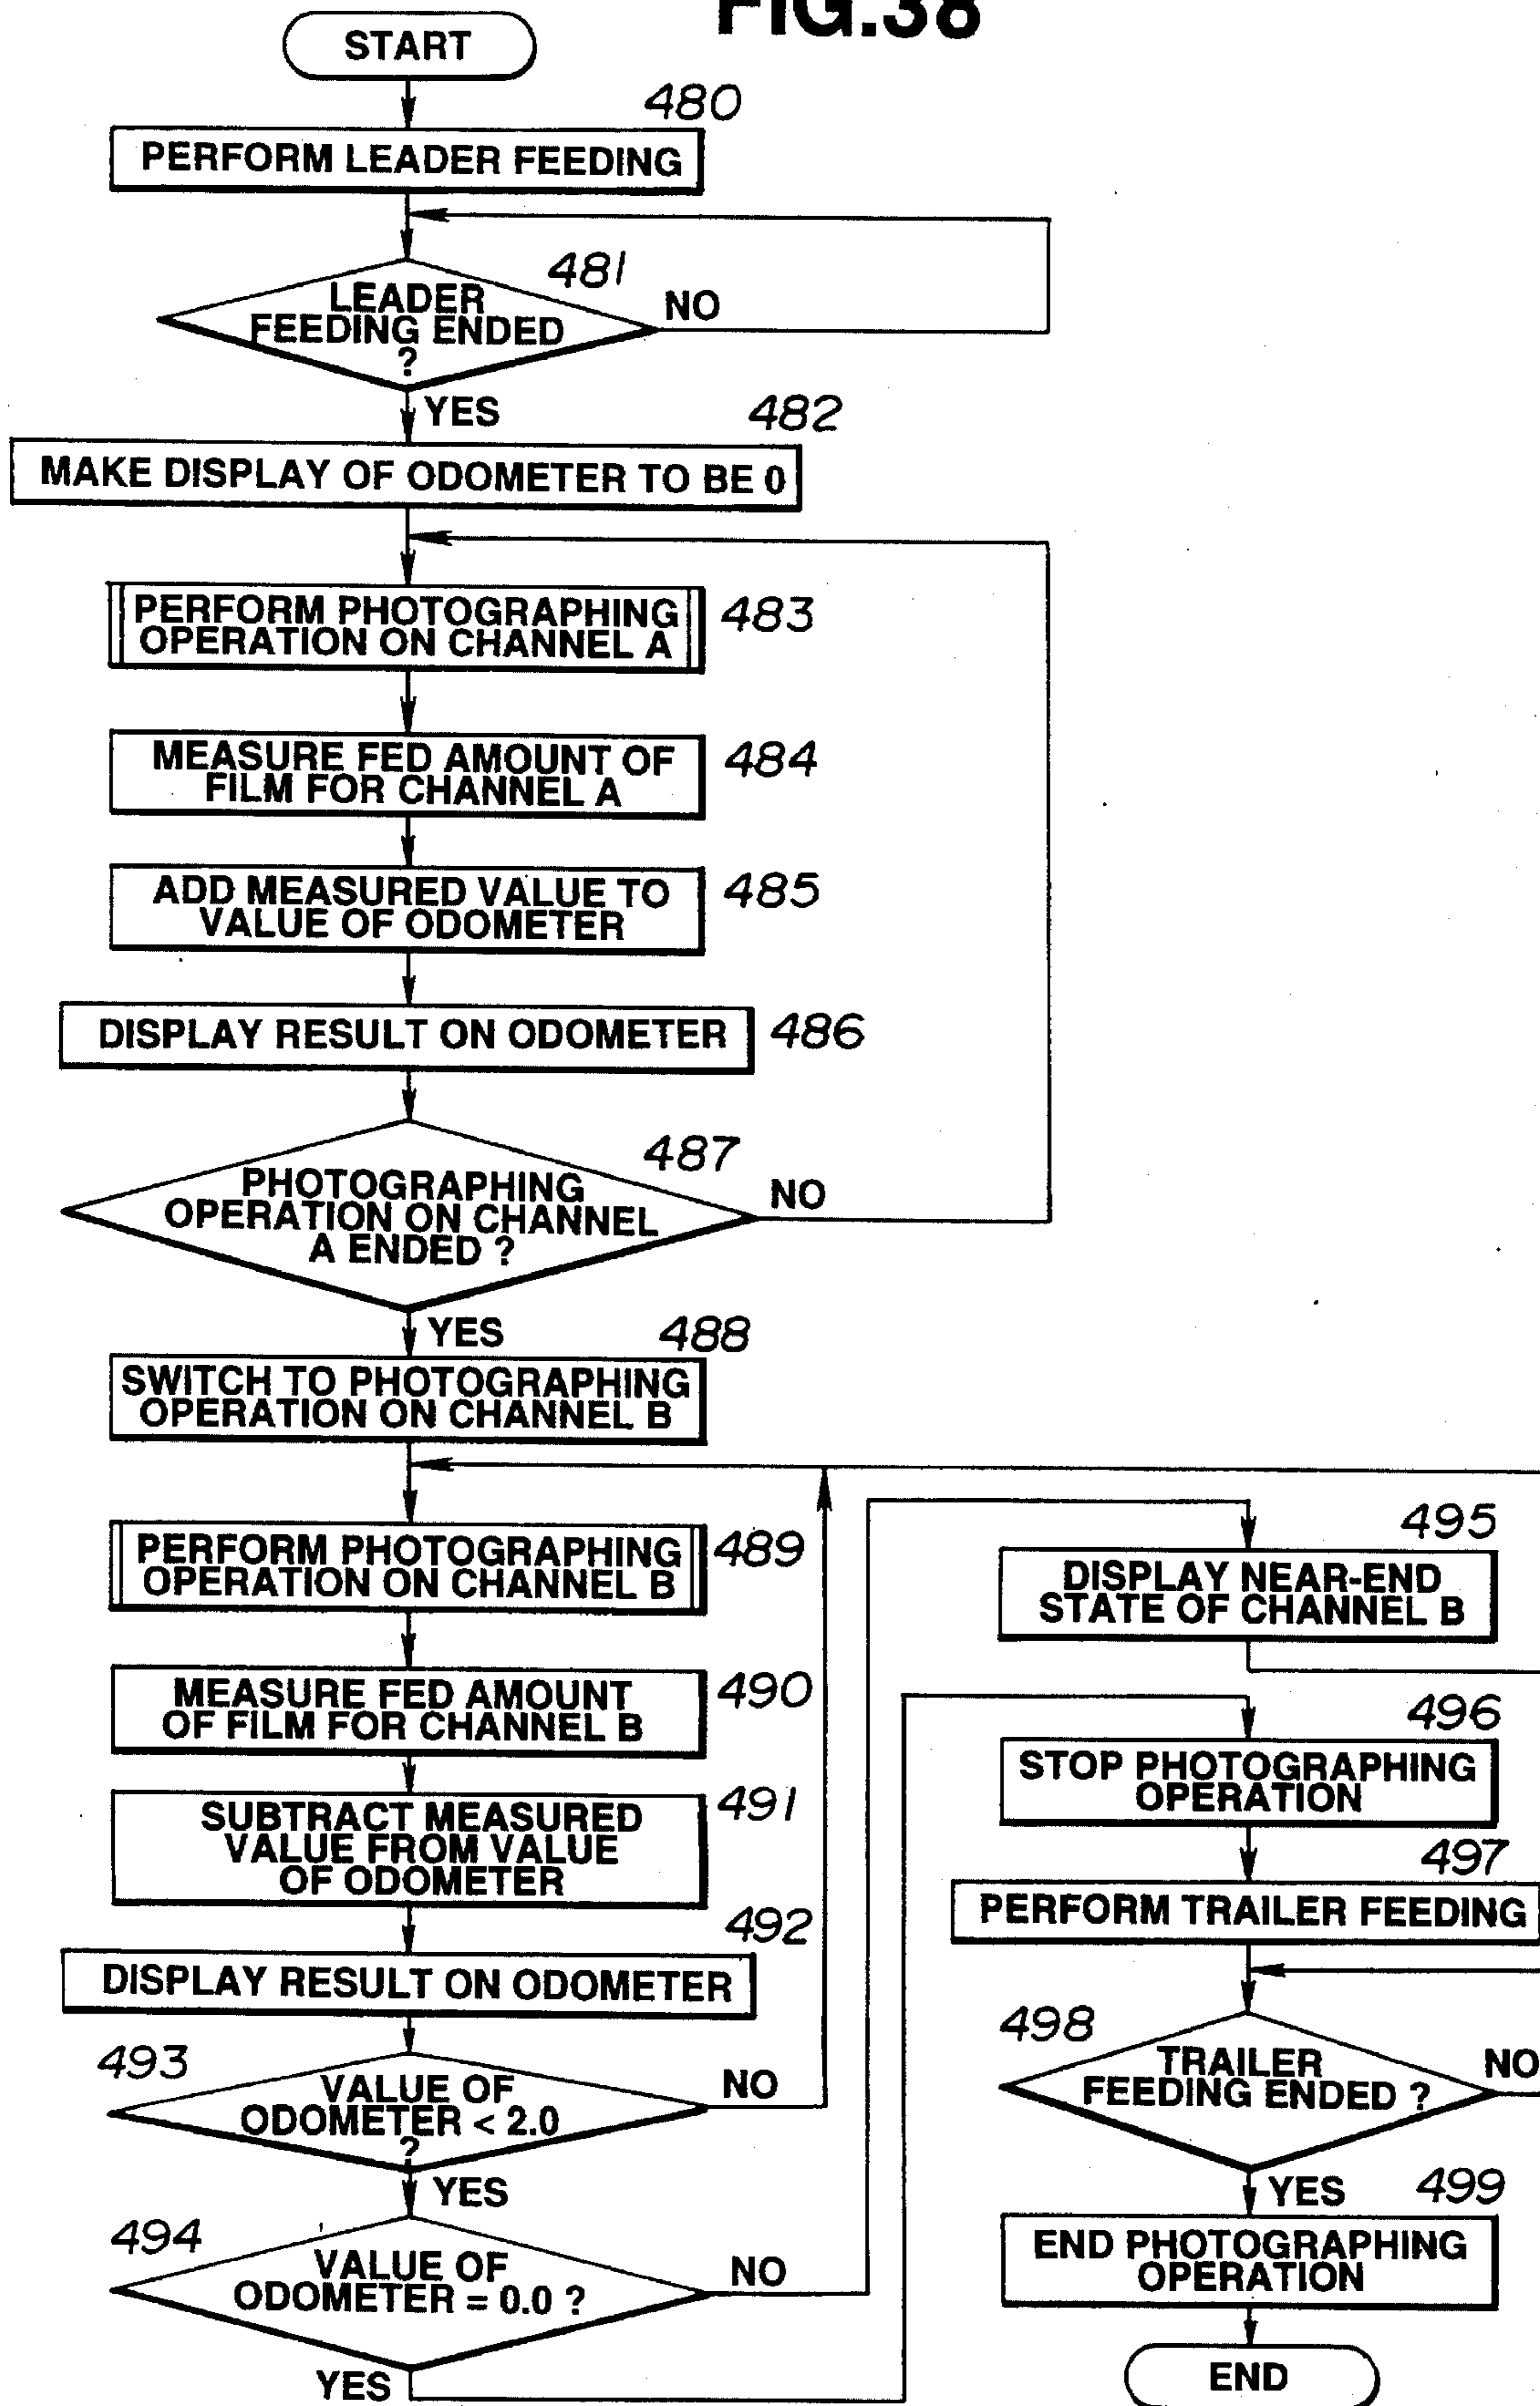 FIG.38
START
480
PERFORM LEADER FEEDING
481
LEADER
FEEDING ENDED
?
NO
YES
482
MAKE DISPLAY OF ODOMETER TO BE 0
PERFORM PHOTOGRAPHING
OPERATION ON CHANNEL A
483
MEASURE FED AMOUNT OF
FILM FOR CHANNEL A
484
ADD MEASURED VALUE TO
VALUE OF ODOMETER
485
DISPLAY RESULT ON ODOMETER
486
487
PHOTOGRAPHING
OPERATION ON CHANNEL
A ENDED ?
NO
YES
488
SWITCH TO PHOTOGRAPHING
OPERATION ON CHANNEL B
PERFORM PHOTOGRAPHING
OPERATION ON CHANNEL B
489
MEASURE FED AMOUNT
OF FILM FOR CHANNEL B
490
SUBTRACT MEASURED
VALUE FROM VALUE
OF ODOMETER
491
492
DISPLAY RESULT ON ODOMETER
493
VALUE OF
ODOMETER < 2.0
?
NO
YES
494
VALUE OF
ODOMETER = 0.0 ?
NO
YES
495
DISPLAY NEAR-END
STATE OF CHANNEL B
496
STOP PHOTOGRAPHING
OPERATION
497
PERFORM TRAILER FEEDING
498
TRAILER
FEEDING ENDED ?
NO
YES
499
END PHOTOGRAPHING
OPERATION
END